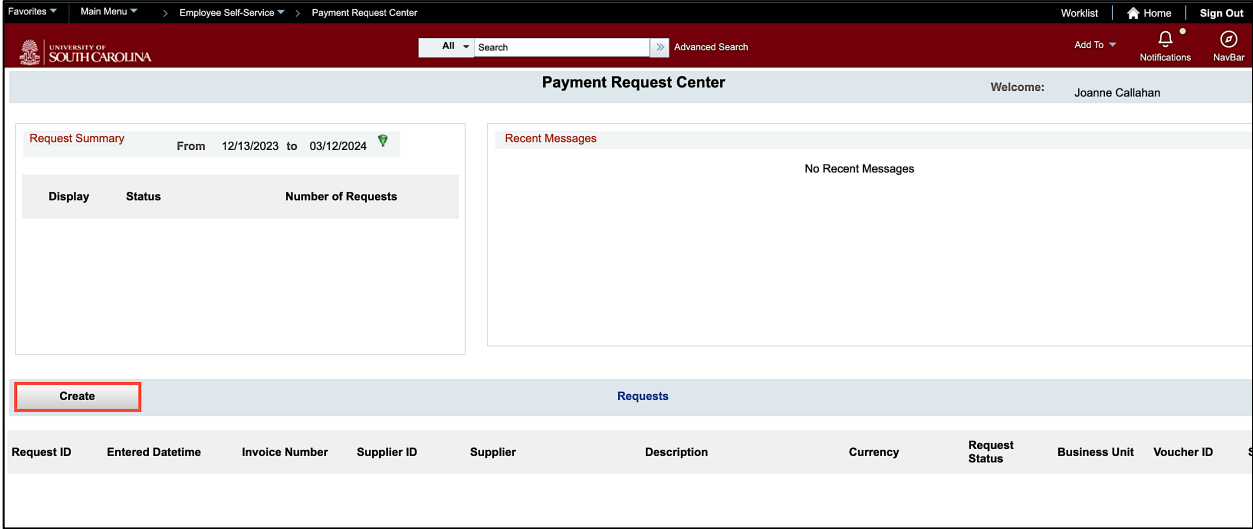 Favorites Main Menu > Employee Self-Service > Payment Request Center Worklist Home Sign Out
UNIVERSITY OF
SOUTH CAROLINA
All Search » Advanced Search
Add To
Notifications
NavBar
Payment Request Center
Welcome: Joanne Callahan
Request Summary From 12/13/2023 to 03/12/2024
Display Status Number of Requests
Recent Messages
No Recent Messages
Create
Requests
Request ID Entered Datetime Invoice Number Supplier ID Supplier Description Currency Request Status Business Unit Voucher ID